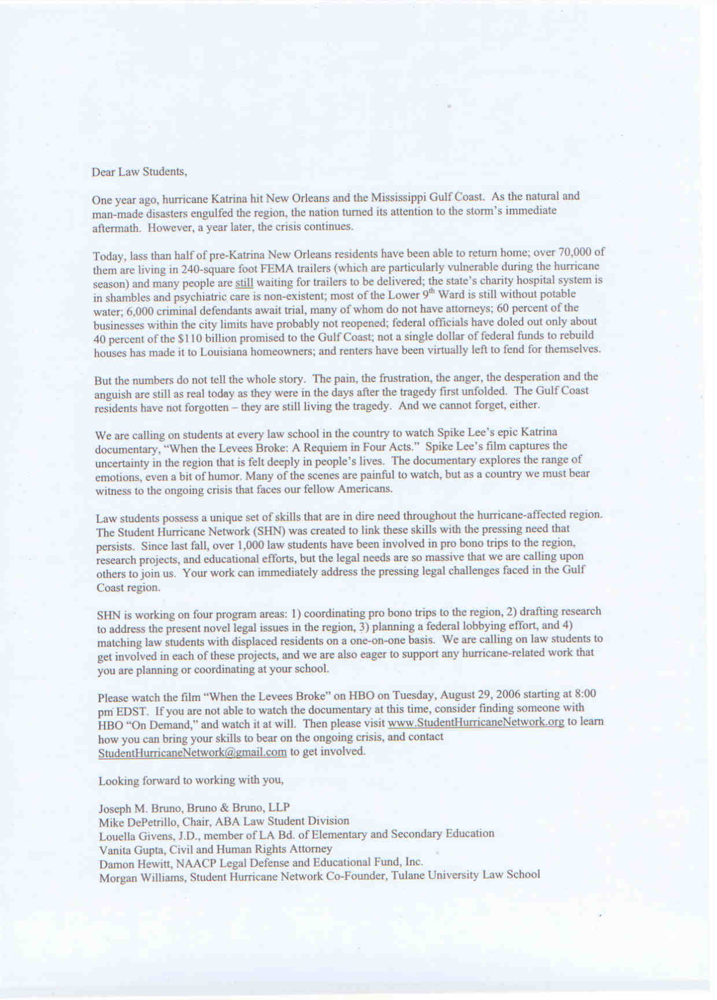 Dear Law Students,
One year ago, hurricane Katrina hit New Orleans and the Mississippi Gulf Coast. As the natural and
man-made disasters engulfed the region, the nation turned its attention to the storm's immediate
aftermath. However, a year later, the crisis continues.
Today, lass than half of pre-Katrina New Orleans residents have been able to return home; over 70,000 of
them are living in 240-square foot FEMA trailers (which are particularly vulnerable during the hurricane
season) and many people are still waiting for trailers to be delivered; the state's charity hospital system is
in shambles and psychiatric care is non-existent; most of the Lower 9th Ward is still without potable
water; 6,000 criminal defendants await trial, many of whom do not have attorneys; 60 percent of the
businesses within the city limits have probably not reopened; federal officials have doled out only about
40 percent of the $110 billion promised to the Gulf Coast; not a single dollar of federal funds to rebuild
houses has made it to Louisiana homeowners; and renters have been virtually left to fend for themselves.
But the numbers do not tell the whole story. The pain, the frustration, the anger, the desperation and the
anguish are still as real today as they were in the days after the tragedy first unfolded. The Gulf Coast
residents have not forgotten – they are still living the tragedy. And we cannot forget, either.
We are calling on students at every law school in the country to watch Spike Lee's epic Katrina
documentary, “When the Levees Broke: A Requiem in Four Acts.” Spike Lee's film captures the
uncertainty in the region that is felt deeply in people's lives. The documentary explores the range of
emotions, even a bit of humor. Many of the scenes are painful to watch, but as a country we must bear
witness to the ongoing crisis that faces our fellow Americans.
Law students possess a unique set of skills that are in dire need throughout the hurricane-affected region.
The Student Hurricane Network (SHN) was created to link these skills with the pressing need that
persists. Since last fall, over 1,000 law students have been involved in pro bono trips to the region,
research projects, and educational efforts, but the legal needs are so massive that we are calling upon
others to join us. Your work can immediately address the pressing legal challenges faced in the Gulf
Coast region.
SHN is working on four program areas: 1) coordinating pro bono trips to the region, 2) drafting research
to address the present novel legal issues in the region, 3) planning a federal lobbying effort, and 4)
matching law students with displaced residents on a one-on-one basis. We are calling on law students to
get involved in each of these projects, and we are also eager to support any hurricane-related work that
you are planning or coordinating at your school.
Please watch the film “When the Levees Broke” on HBO on Tuesday, August 29, 2006 starting at 8:00
pm EDST. If you are not able to watch the documentary at this time, consider finding someone with
HBO “On Demand,” and watch it at will. Then please visit www.StudentHurricaneNetwork.org to learn
how you can bring your skills to bear on the ongoing crisis, and contact
StudentHurricaneNetwork@gmail.com to get involved.
Looking forward to working with you,
Joseph M. Bruno, Bruno & Bruno, LLP
Mike DePetrillo, Chair, ABA Law Student Division
Louella Givens, J.D., member of LA Bd. of Elementary and Secondary Education
Vanita Gupta, Civil and Human Rights Attorney
Damon Hewitt, NAACP Legal Defense and Educational Fund, Inc.
Morgan Williams, Student Hurricane Network Co-Founder, Tulane University Law School